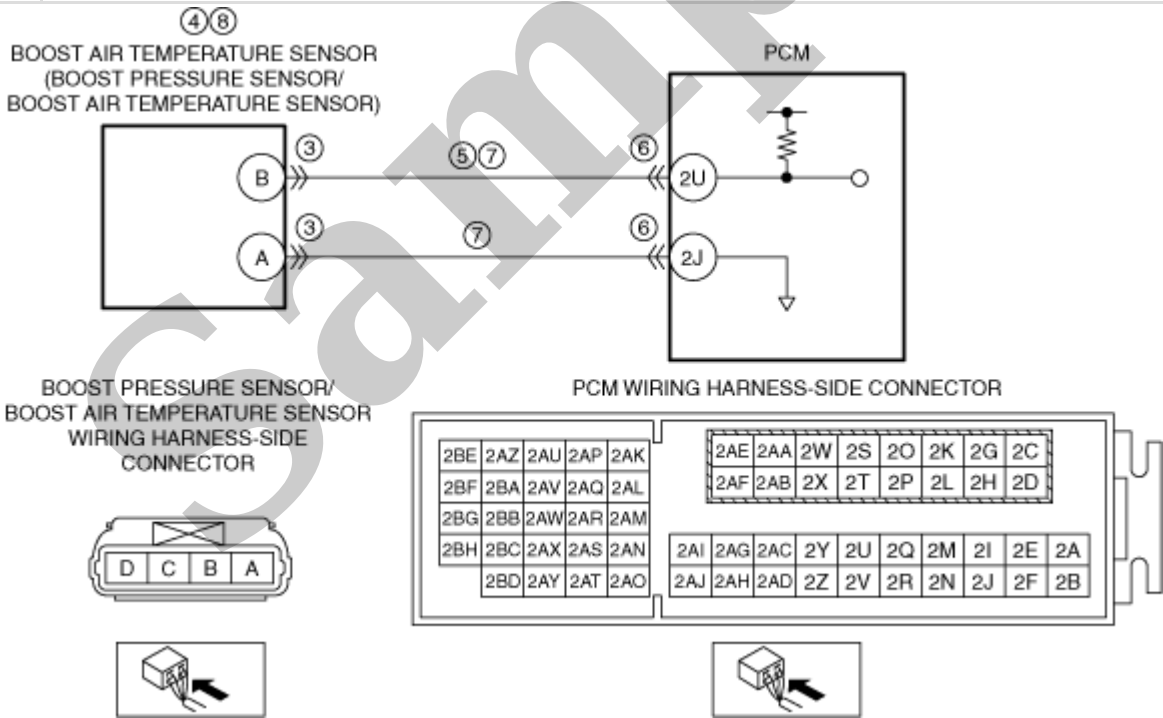 ④⑧
BOOST AIR TEMPERATURE SENSOR
(BOOST PRESSURE SENSOR/
BOOST AIR TEMPERATURE SENSOR)
PCM
B ③ ⑤⑦ ⑥ 2U
A ③ ⑦ ⑥ 2J
BOOST PRESSURE SENSOR/
BOOST AIR TEMPERATURE SENSOR
WIRING HARNESS-SIDE
CONNECTOR
D C B A
PCM WIRING HARNESS-SIDE CONNECTOR
2BE 2AZ 2AU 2AP 2AK
2BF 2BA 2AV 2AQ 2AL
2BG 2BB 2AW 2AR 2AM
2BH 2BC 2AX 2AS 2AN
2BD 2AY 2AT 2AO
2AE 2AA 2W 2S 2O 2K 2G 2C
2AF 2AB 2X 2T 2P 2L 2H 2D
2AI 2AG 2AC 2Y 2U 2Q 2M 2I 2E 2A
2AJ 2AH 2AD 2Z 2V 2R 2N 2J 2F 2B
Samp